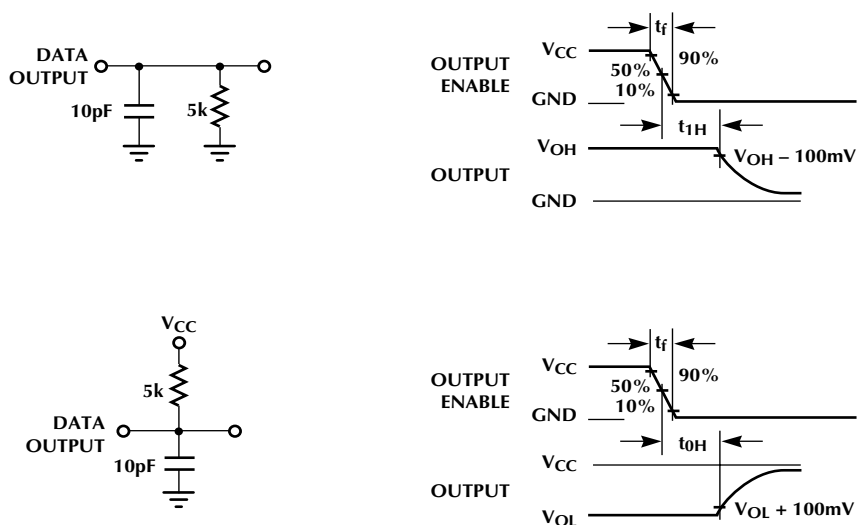 DATA
OUTPUT
10pF
5k
OUTPUT
ENABLE
VCC
GND
tf
50%
10%
90%
t1H
OUTPUT
VOH
GND
VOH – 100mV
VCC
5k
DATA
OUTPUT
10pF
OUTPUT
ENABLE
VCC
GND
tf
50%
10%
90%
t0H
OUTPUT
VCC
VOL
VOL + 100mV